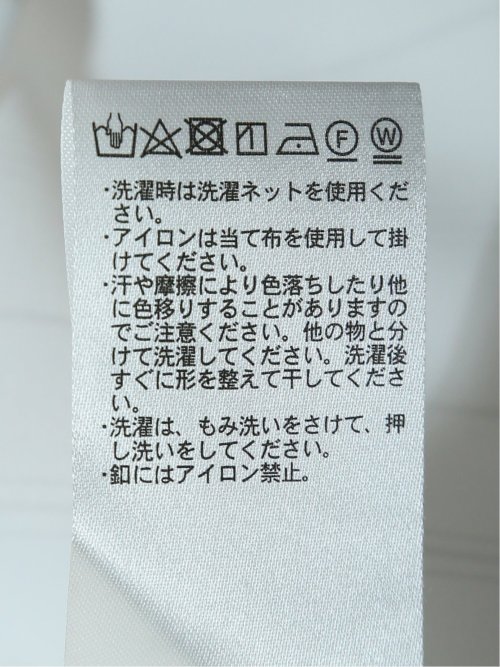 F W
・洗濯時は洗濯ネットを使用くだ
さい。
・アイロンは当て布を使用して掛
けてください。
・汗や摩擦により色落ちしたり他
に色移りすることがありますの
でご注意ください。他の物と分
けて洗濯してください。洗濯後
すぐに形を整えて干してくださ
い。
・洗濯は、もみ洗いをさけて、押
し洗いをしてください。
・釦にはアイロン禁止。